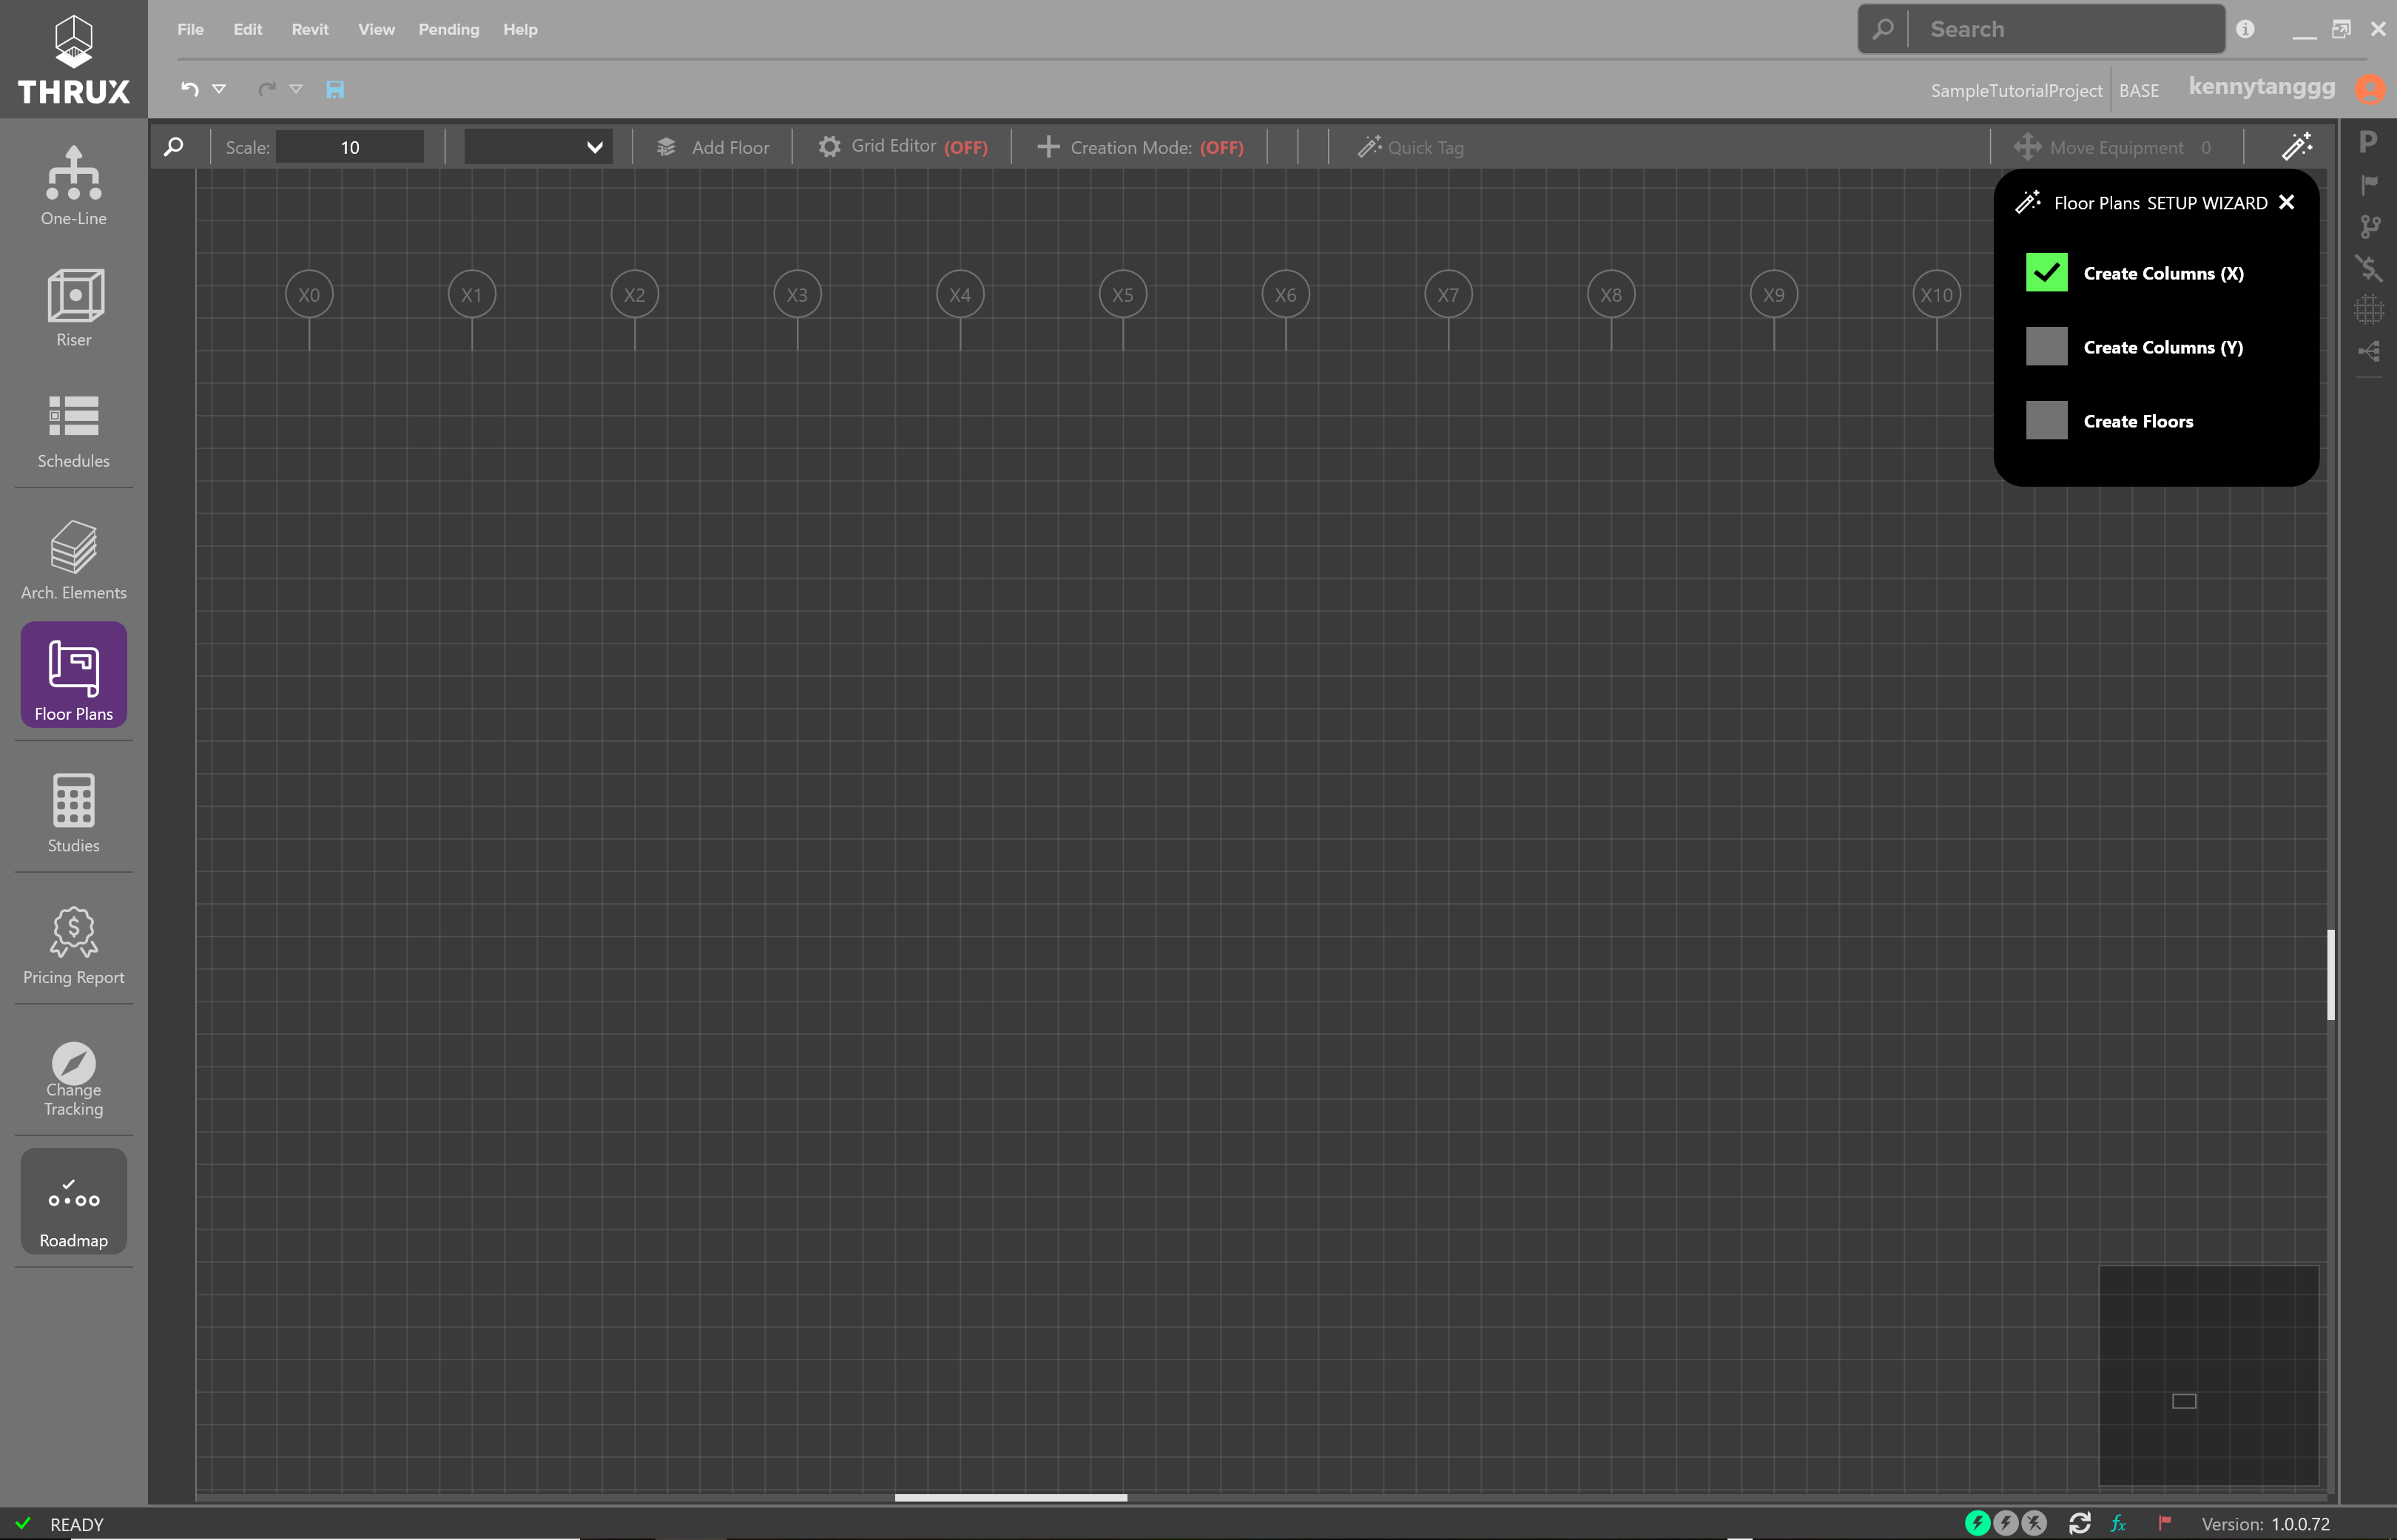 THRUX
File Edit Revit View Pending Help
Search
SampleTutorialProject BASE kennytanggg
Scale: 10 Add Floor Grid Editor (OFF) Creation Mode: (OFF) Quick Tag Move Equipment 0
P
One-Line
Riser
Schedules
Arch. Elements
Floor Plans
Studies
Pricing Report
Change
Tracking
Roadmap
X0 X1 X2 X3 X4 X5 X6 X7 X8 X9 X10
Floor Plans SETUP WIZARD
Create Columns (X)
Create Columns (Y)
Create Floors
READY
fx
Version: 1.0.0.72